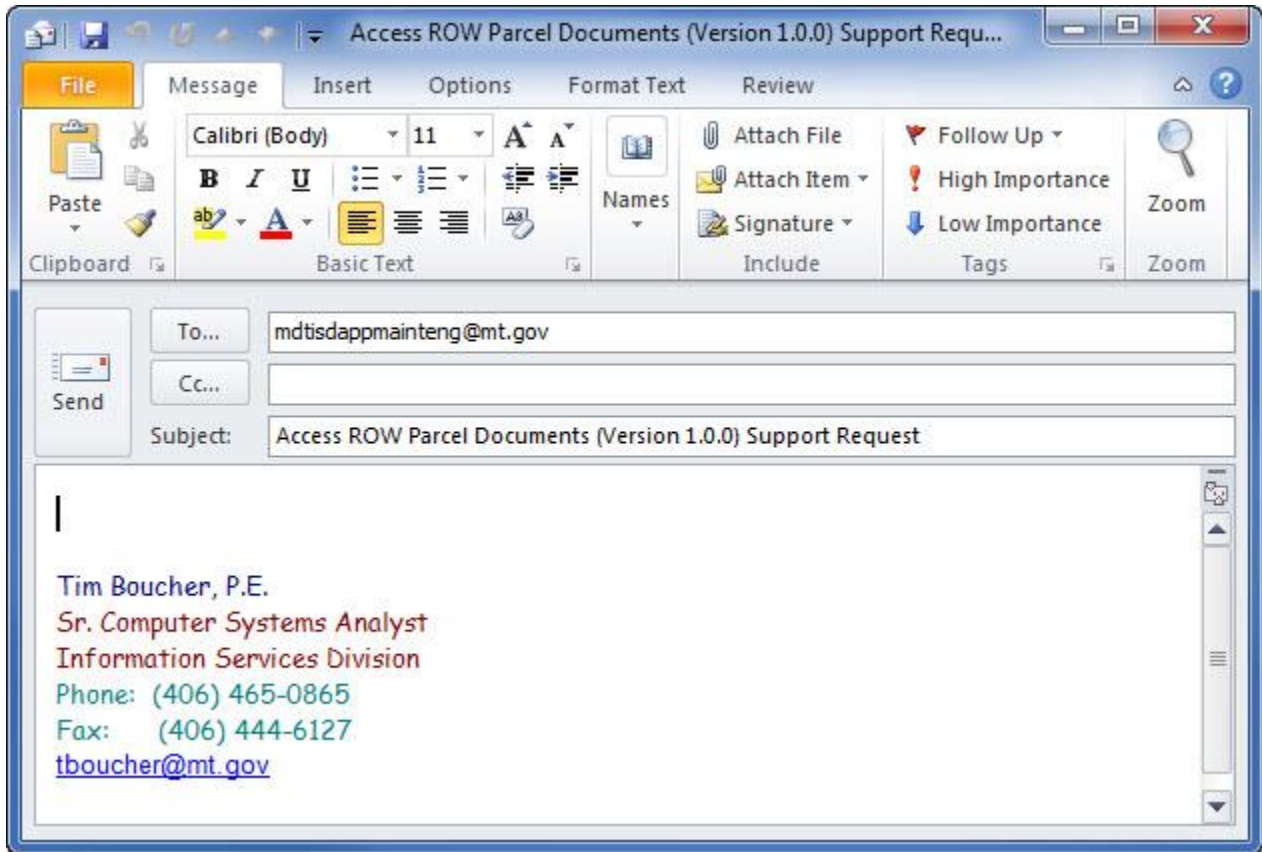 Access ROW Parcel Documents (Version 1.0.0) Support Requ...
File Message Insert Options Format Text Review
Calibri (Body) 11 A A Attach File Follow Up
Paste B I U Names Attach Item High Importance Zoom
ab A Aa Signature Low Importance
Clipboard Basic Text Include Tags Zoom
To... mdtisdappmainteng@mt.gov
Send Cc...
Subject: Access ROW Parcel Documents (Version 1.0.0) Support Request
Tim Boucher, P.E.
Sr. Computer Systems Analyst
Information Services Division
Phone: (406) 465-0865
Fax: (406) 444-6127
tboucher@mt.gov